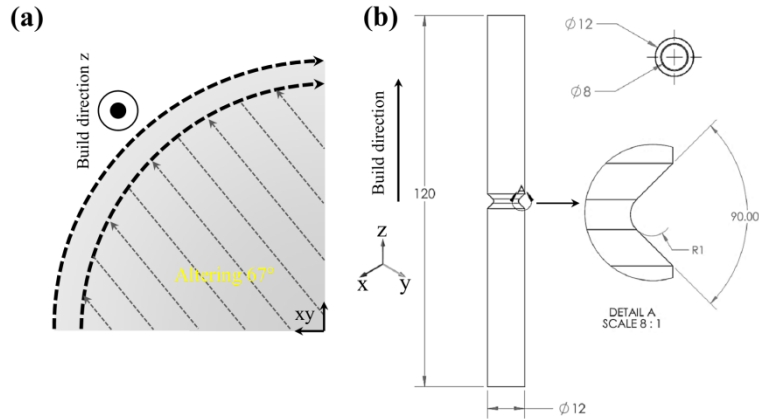 (a)
Build direction z
Altering 67°
xy
(b)
Build direction
120
z
x
y
A
Ø12
Ø12
Ø8
90.00
R1
DETAIL A
SCALE 8 : 1